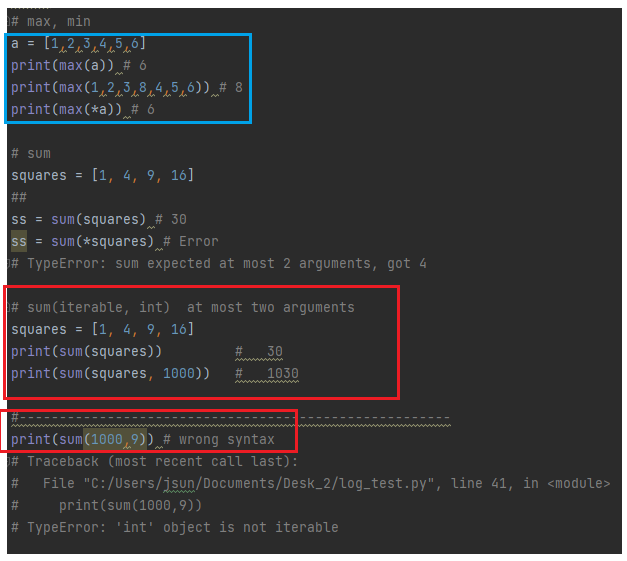 # max, min
a = [1,2,3,4,5,6]
print(max(a)) # 6
print(max(1,2,3,8,4,5,6)) # 8
print(max(*a)) # 6
# sum
squares = [1, 4, 9, 16]
##
ss = sum(squares) # 30
ss = sum(*squares) # Error
# TypeError: sum expected at most 2 arguments, got 4
# sum(iterable, int)  at most two arguments
squares = [1, 4, 9, 16]
print(sum(squares))         #   30
print(sum(squares, 1000))   #   1030
#---------------------------------------------------
print(sum(1000,9)) # wrong syntax
# Traceback (most recent call last):
#   File "C:/Users/jsun/Documents/Desk_2/log_test.py", line 41, in <module>
#     print(sum(1000,9))
# TypeError: 'int' object is not iterable